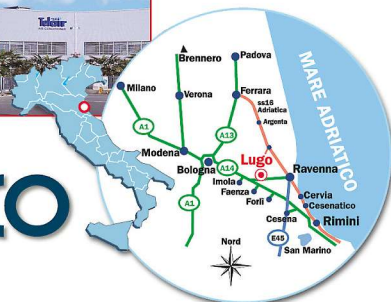 Telair
Brennero
Padova
Milano
Verona
Ferrara
ss16
Adriatica
Argenta
MARE ADRIATICO
A1
A13
Modena
Bologna
A14
Lugo
Ravenna
Imola
Faenza
Forlì
Cervia
Cesenatico
Cesena
Rimini
A1
E45
San Marino
Nord